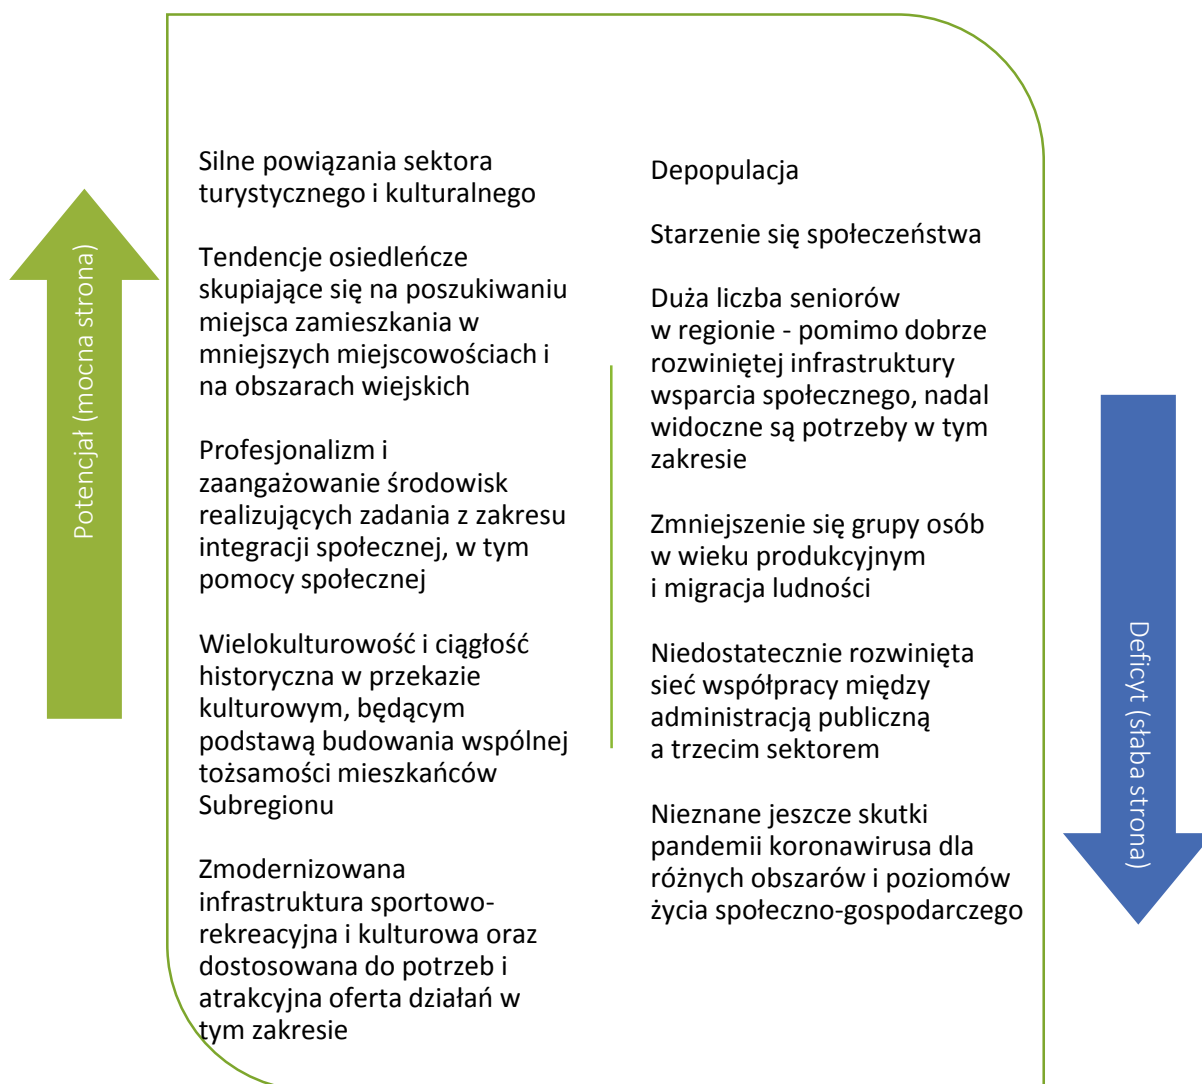 Potencjał (mocna strona)
Silne powiązania sektora
turystycznego i kulturalnego
Tendencje osiedleńcze
skupiające się na poszukiwaniu
miejsca zamieszkania w
mniejszych miejscowościach i
na obszarach wiejskich
Profesjonalizm i
zaangażowanie środowisk
realizujących zadania z zakresu
integracji społecznej, w tym
pomocy społecznej
Wielokulturowość i ciągłość
historyczna w przekazie
kulturowym, będącym
podstawą budowania wspólnej
tożsamości mieszkańców
Subregionu
Zmodernizowana
infrastruktura sportowo-
rekreacyjna i kulturowa oraz
dostosowana do potrzeb i
atrakcyjna oferta działań w
tym zakresie
Depopulacja
Starzenie się społeczeństwa
Duża liczba seniorów
w regionie - pomimo dobrze
rozwiniętej infrastruktury
wsparcia społecznego, nadal
widoczne są potrzeby w tym
zakresie
Zmniejszenie się grupy osób
w wieku produkcyjnym
i migracja ludności
Niedostatecznie rozwinięta
sieć współpracy między
administracją publiczną
a trzecim sektorem
Nieznane jeszcze skutki
pandemii koronawirusa dla
różnych obszarów i poziomów
życia społeczno-gospodarczego
Deficyt (słaba strona)